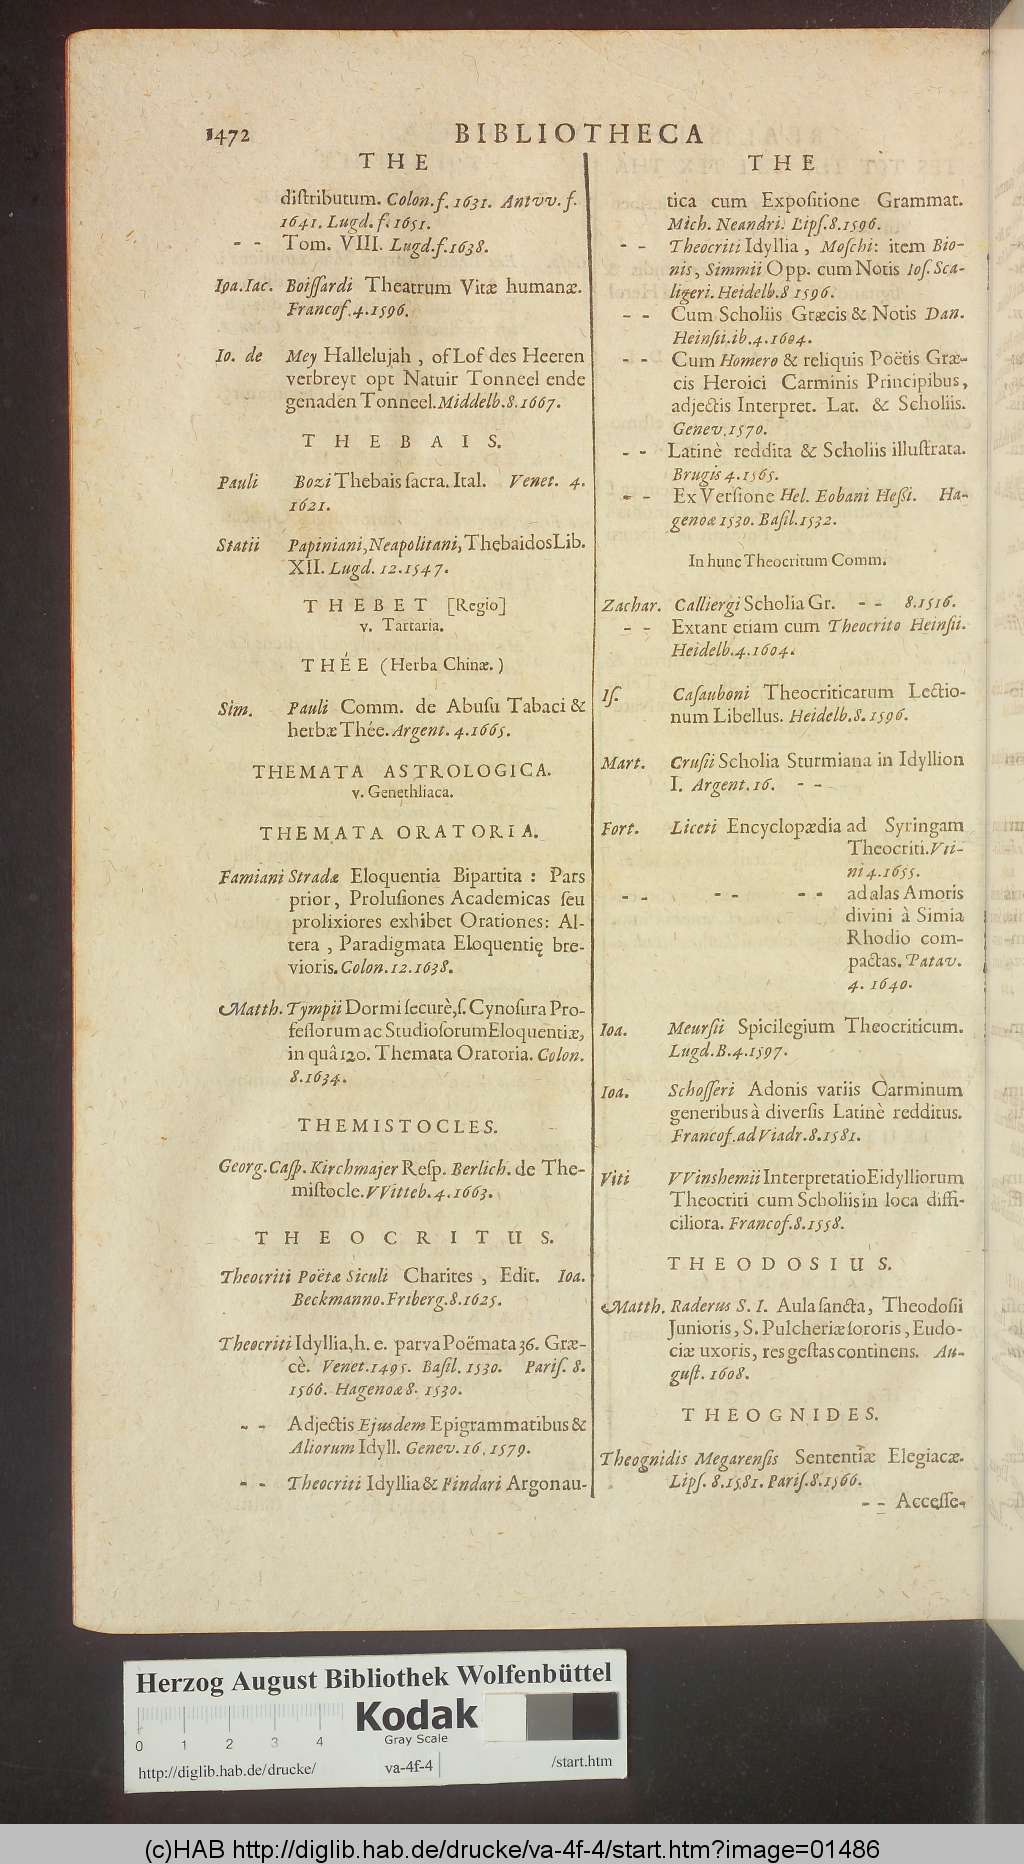 1472 BIBLIOTHECA
THE
diſtributum. Colon. f. 1631. Antvv. f.
1641. Lugd. f. 1651.
- - Tom. VIII. Lugd. f. 1638.
Ioa. Iac. Boiſſardi Theatrum Vitæ humanæ.
Francof. 4. 1596.
Io. de Mey Hallelujah, of Lof des Heeren
verbreyt opt Natuir Tonneel ende
genaden Tonneel. Middelb. 8. 1667.
THEBAIS.
Pauli Bozi Thebais ſacra. Ital. Venet. 4.
1621.
Statii Papiniani, Neapolitani, Thebaidos Lib.
XII. Lugd. 12. 1547.
THEBET [Regio]
v. Tartaria.
THÉE (Herba Chinæ.)
Sim. Pauli Comm. de Abuſu Tabaci &
herbæ Thée. Argent. 4. 1665.
THEMATA ASTROLOGICA.
v. Genethliaca.
THEMATA ORATORIA.
Famiani Stradæ Eloquentia Bipartita: Pars
prior, Proluſiones Academicas ſeu
prolixiores exhibet Orationes: Al-
tera, Paradigmata Eloquentię bre-
vioris. Colon. 12. 1638.
Matth. Tympii Dormi ſecurè, ſ. Cynoſura Pro-
feſſorum ac Studioſorum Eloquentiæ,
in quâ 120. Themata Oratoria. Colon.
8. 1634.
THEMISTOCLES.
Georg. Caſp. Kirchmajer Reſp. Berlich. de The-
miſtocle. VVitteb. 4. 1663.
THEOCRITUS.
Theocriti Poëtæ Siculi Charites, Edit. Ioa.
Beckmanno. Friberg. 8. 1625.
Theocriti Idyllia, h. e. parva Poëmata 36. Græ-
cè. Venet. 1495. Baſil. 1530. Pariſ. 8.
1566. Hagenoæ 8. 1530.
- - Adjectis Ejusdem Epigrammatibus &
Aliorum Idyll. Genev. 16. 1579.
- - Theocriti Idyllia & Pindari Argonau-
THE
tica cum Expoſitione Grammat.
Mich. Neandri. Lipſ. 8. 1596.
- - Theocriti Idyllia, Moſchi: item Bio-
nis, Simmii Opp. cum Notis Ioſ. Sca-
ligeri. Heidelb. 8 1596.
- - Cum Scholiis Græcis & Notis Dan.
Heinſii. ib. 4. 1604.
- - Cum Homero & reliquis Poëtis Græ-
cis Heroici Carminis Principibus,
adjectis Interpret. Lat. & Scholiis.
Genev. 1570.
- - Latinè reddita & Scholiis illuſtrata.
Brugis 4. 1565.
- - Ex Verſione Hel. Eobani Heſſi. Ha-
genoæ 1530. Baſil. 1532.
In hunc Theocritum Comm.
Zachar. Calliergi Scholia Gr. - - 8. 1516.
- - Extant etiam cum Theocrito Heinſii.
Heidelb. 4. 1604.
Iſ. Caſauboni Theocriticarum Lectio-
num Libellus. Heidelb. 8. 1596.
Mart. Cruſii Scholia Sturmiana in Idyllion
I. Argent. 16. - -
Fort. Liceti Encyclopædia ad Syringam
Theocriti. Vti-
ni 4. 1655.
- - - - - - ad alas Amoris
divini à Simia
Rhodio com-
pactas. Patav.
4. 1640.
Ioa. Meurſii Spicilegium Theocriticum.
Lugd. B. 4. 1597.
Ioa. Schoſſeri Adonis variis Carminum
generibus à diverſis Latinè redditus.
Francof. ad Viadr. 8. 1581.
Viti VVinshemii Interpretatio Eidylliorum
Theocriti cum Scholiis in loca diffi-
ciliora. Francof. 8. 1558.
THEODOSIUS.
Matth. Raderus S. I. Aula ſancta, Theodoſii
Junioris, S. Pulcheriæ ſororis, Eudo-
ciæ uxoris, res geſtas continens. Au-
guſt. 1608.
THEOGNIDES.
Theognidis Megarenſis Sententiæ Elegiacæ.
Lipſ. 8. 1581. Pariſ. 8. 1566.
- - Acceſſe-
Herzog August Bibliothek Wolfenbüttel
Kodak
Gray Scale
0 1 2 3 4
http://diglib.hab.de/drucke/ va-4f-4 /start.htm
(c)HAB http://diglib.hab.de/drucke/va-4f-4/start.htm?image=01486